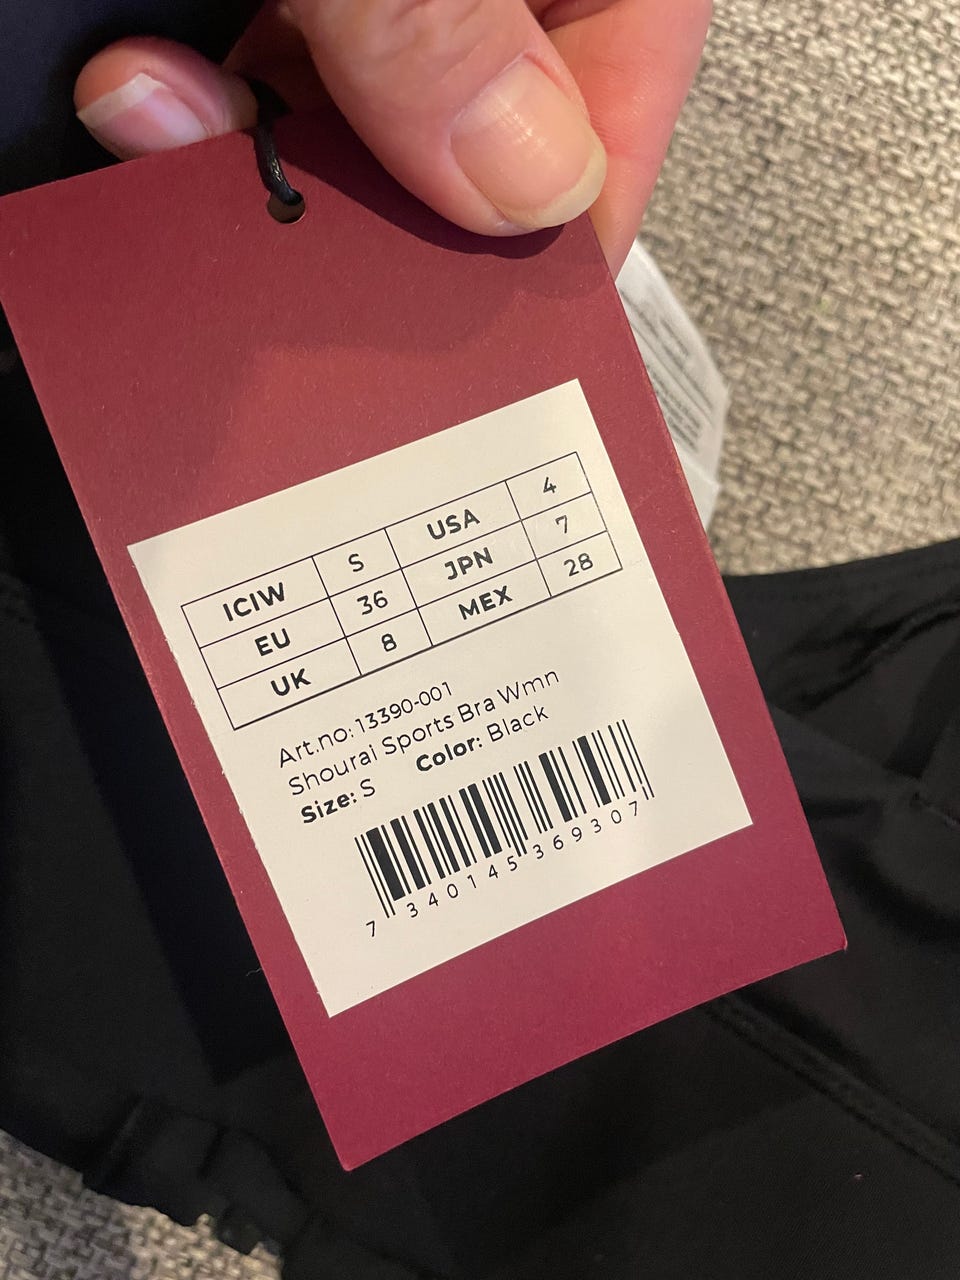 ICIW S USA 4
EU 36 JPN 7
UK 8 MEX 28
Art.no: 13390-001
Shourai Sports Bra Wmn
Size: S Color: Black
7 340145 369307